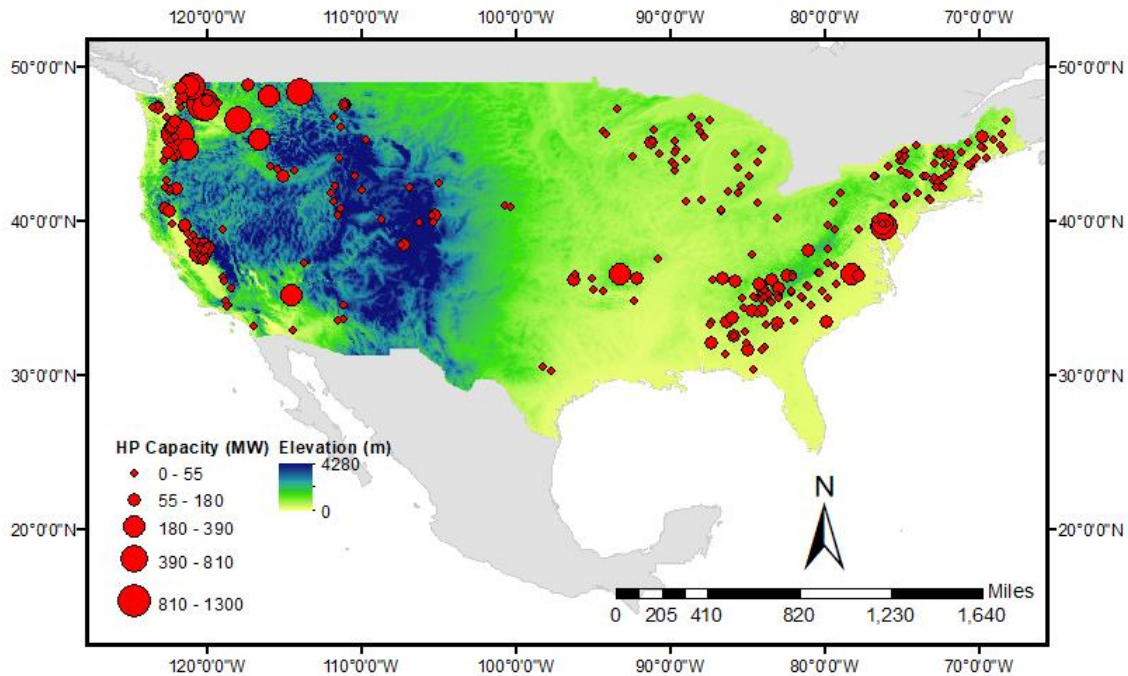 120°0'0"W 110°0'0"W 100°0'0"W 90°0'0"W 80°0'0"W 70°0'0"W
50°0'0"N 50°0'0"N
40°0'0"N 40°0'0"N
30°0'0"N 30°0'0"N
HP Capacity (MW) Elevation (m)
0 - 55 4280
55 - 180 0
180 - 390
390 - 810
810 - 1300
N
20°0'0"N 20°0'0"N
Miles
0 205 410 820 1,230 1,640
120°0'0"W 110°0'0"W 100°0'0"W 90°0'0"W 80°0'0"W 70°0'0"W